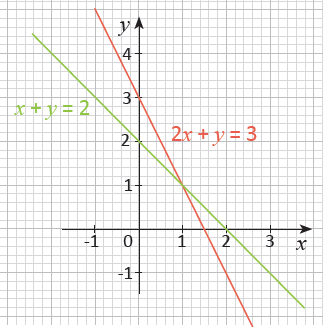 y
4
3
x + y = 2
2x + y = 3
2
1
-1 0 1 2 3 x
-1